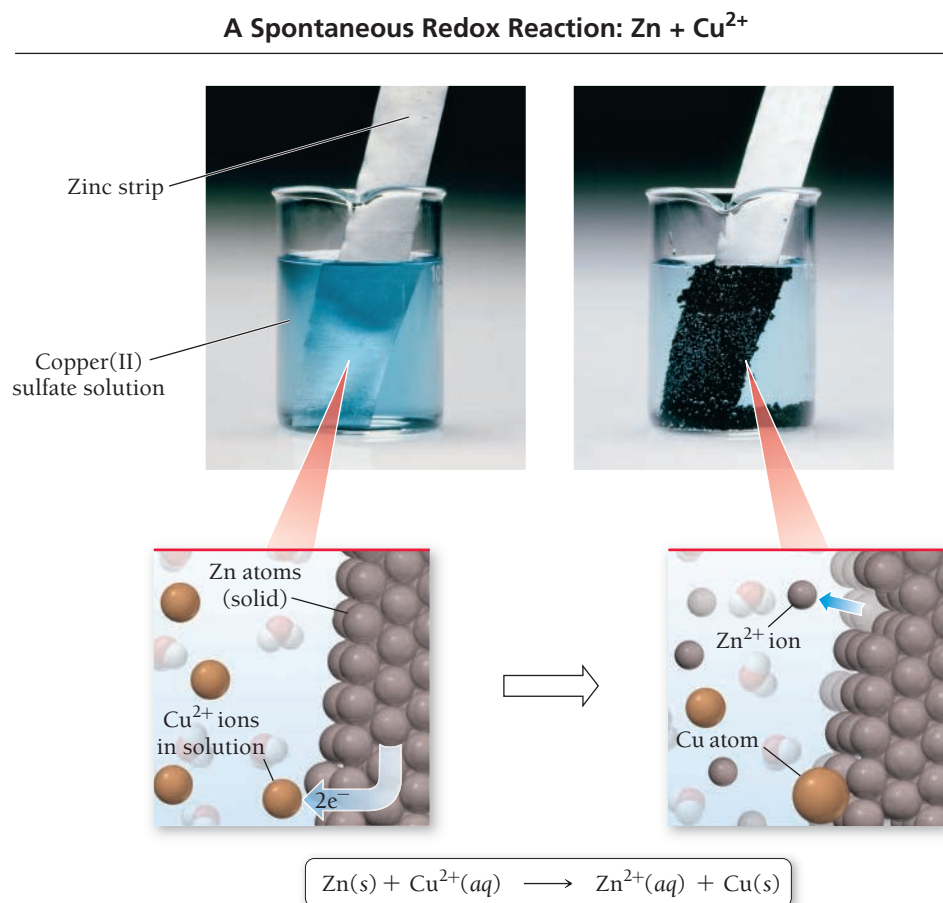 A Spontaneous Redox Reaction: Zn + Cu²⁺
Zinc strip
Copper(II)
sulfate solution
Zn atoms
(solid)
Cu²⁺ ions
in solution
2e⁻
Zn²⁺ ion
Cu atom
Zn(s) + Cu²⁺(aq) ⟶ Zn²⁺(aq) + Cu(s)